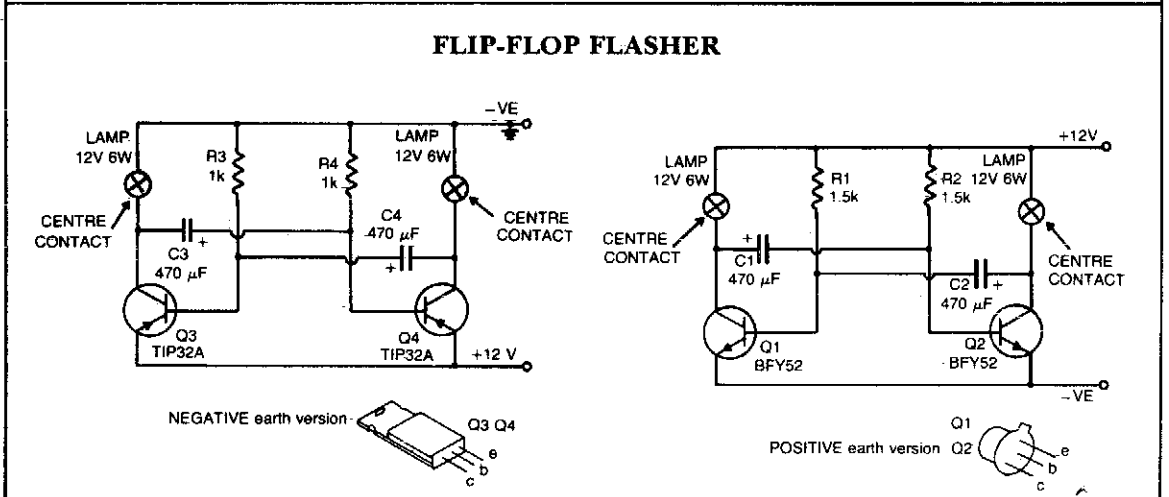 FLIP-FLOP FLASHER
−VE
LAMP
12V 6W
R3
1k
R4
1k
LAMP
12V 6W
CENTRE
CONTACT
C3
470 µF
+
C4
470 µF
+
CENTRE
CONTACT
Q3
TIP32A
Q4
TIP32A
+12 V
NEGATIVE earth version
Q3 Q4
e
b
c
+12V
LAMP
12V 6W
R1
1.5k
R2
1.5k
LAMP
12V 6W
CENTRE
CONTACT
+
C1
470 µF
C2
470 µF
+
CENTRE
CONTACT
Q1
BFY52
Q2
BFY52
−VE
POSITIVE earth version
Q1
Q2
e
b
c